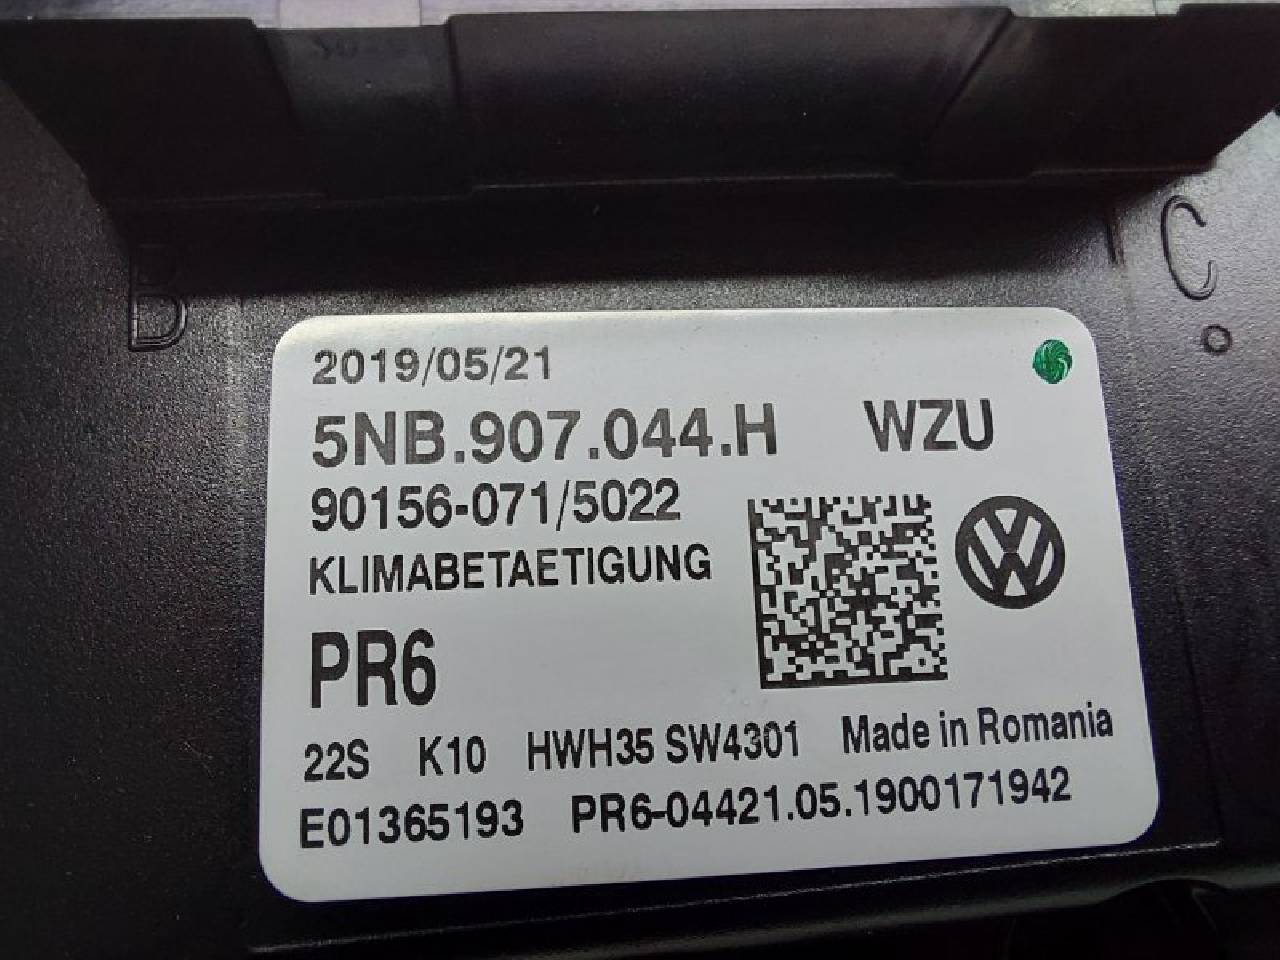 B
C
2019/05/21
5NB.907.044.H WZU
90156-071/5022
KLIMABETAETIGUNG
PR6
22S K10 HWH35 SW4301 Made in Romania
E01365193 PR6-04421.05.1900171942